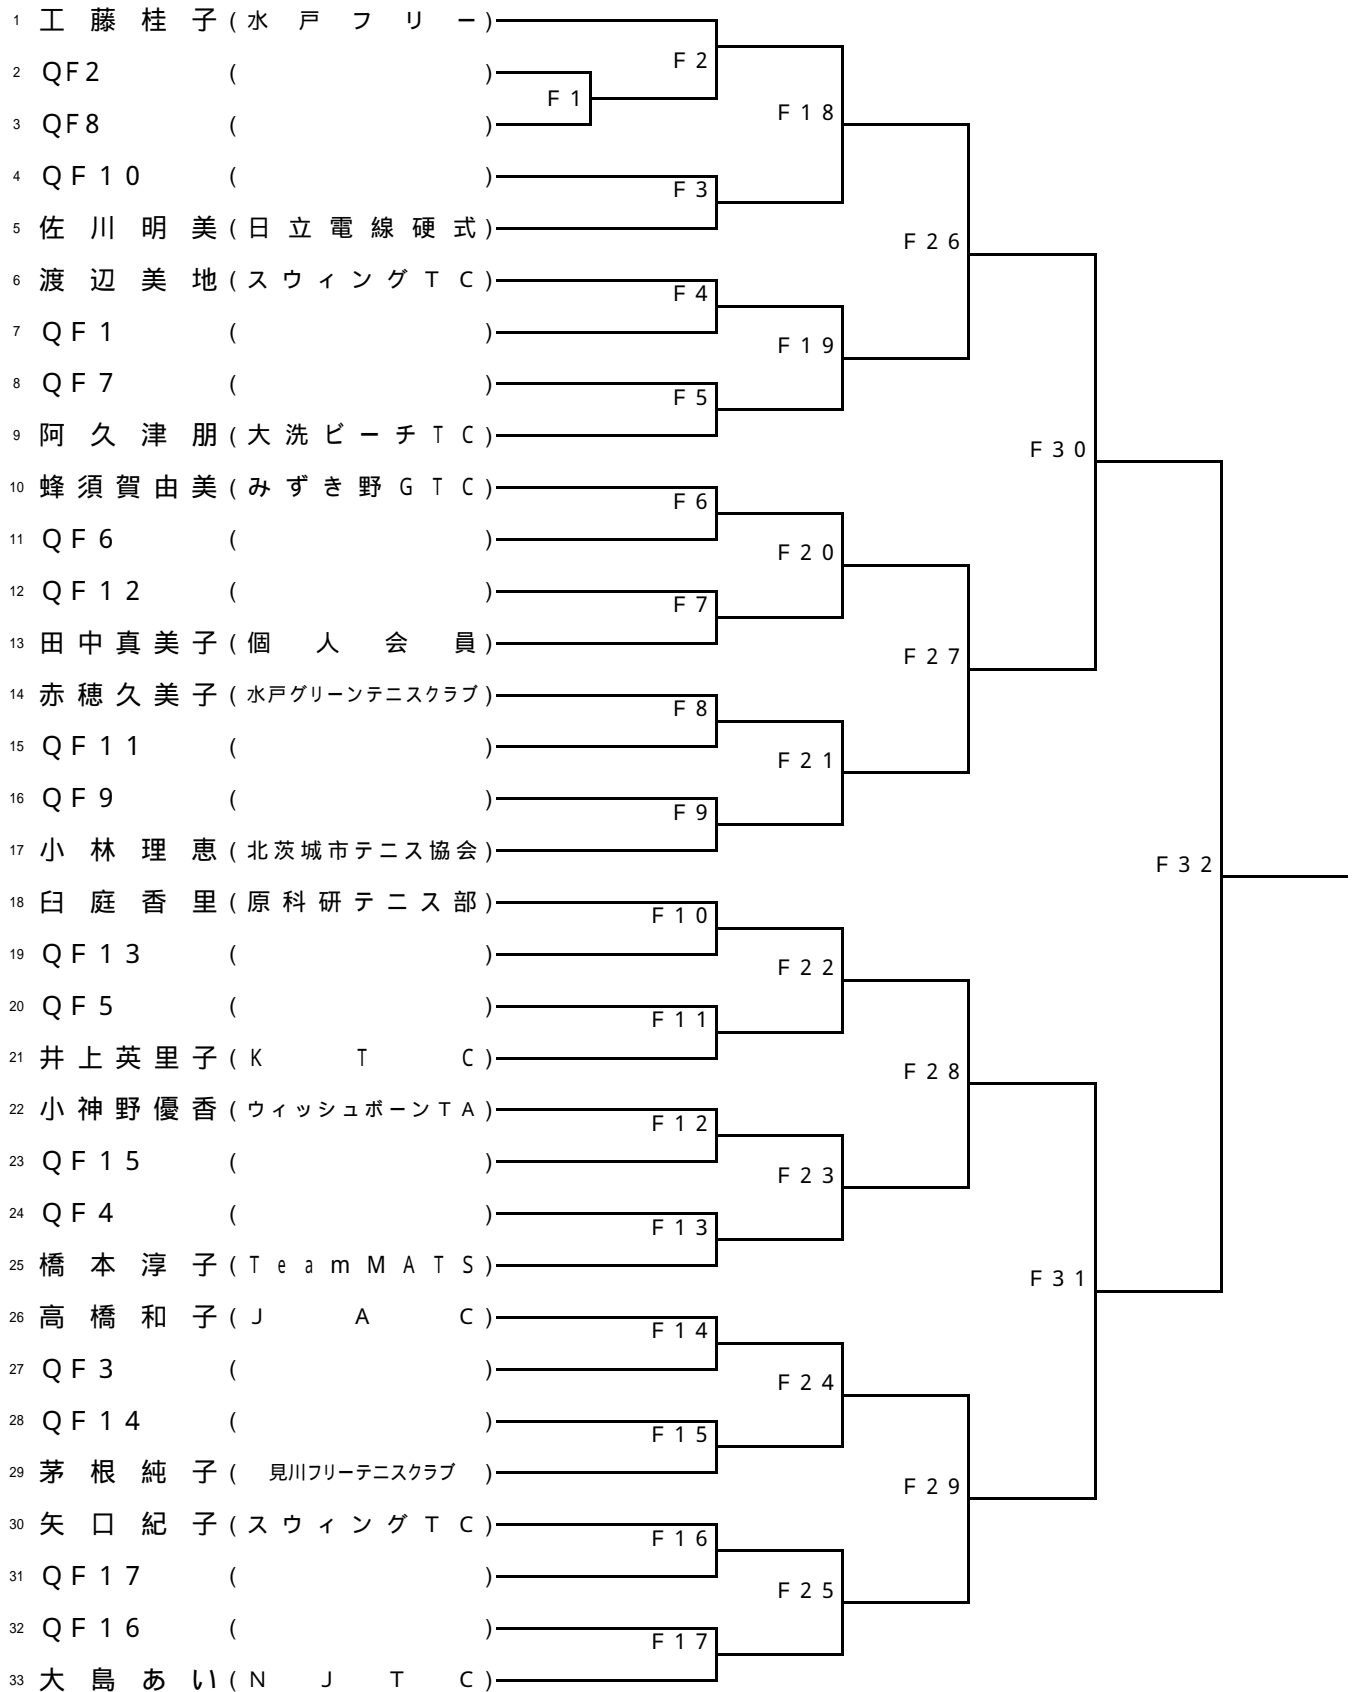 1 工藤桂子(水戸フリー)
F2
2 QF2 ( )
F1
3 QF8 ( )
F18
4 QF10 ( )
F3
5 佐川明美(日立電線硬式)
F26
6 渡辺美地(スウィングTC)
F4
7 QF1 ( )
F19
8 QF7 ( )
F5
9 阿久津朋(大洗ビーチTC)
F30
10 蜂須賀由美(みずき野GTC)
F6
11 QF6 ( )
F20
12 QF12 ( )
F7
13 田中真美子(個人会員)
F27
14 赤穂久美子(水戸グリーンテニスクラブ)
F8
15 QF11 ( )
F21
16 QF9 ( )
F9
17 小林理恵(北茨城市テニス協会)
F32
18 臼庭香里(原科研テニス部)
F10
19 QF13 ( )
F22
20 QF5 ( )
F11
21 井上英里子(KTC)
F28
22 小神野優香(ウィッシュボーンTA)
F12
23 QF15 ( )
F23
24 QF4 ( )
F13
25 橋本淳子(TeamMATS)
F31
26 高橋和子(JAC)
F14
27 QF3 ( )
F24
28 QF14 ( )
F15
29 茅根純子(見川フリーテニスクラブ)
F29
30 矢口紀子(スウィングTC)
F16
31 QF17 ( )
F25
32 QF16 ( )
F17
33 大島あい(NJTC)